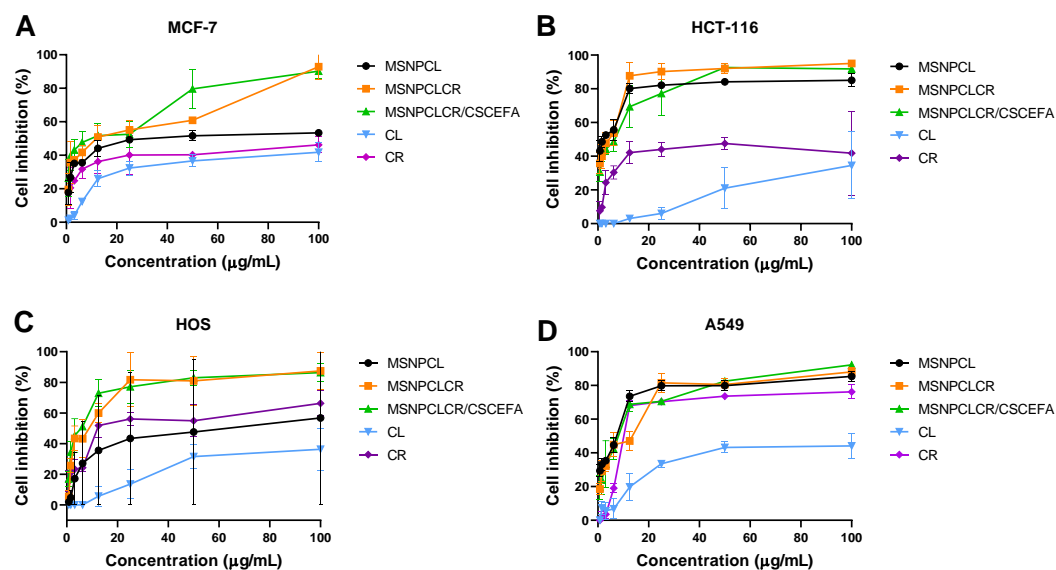 A
MCF-7
Cell inhibition (%)
100
80
60
40
20
0
0 20 40 60 80 100
Concentration (μg/mL)
MSNPCL
MSNPCLCR
MSNPCLCR/CSCEFA
CL
CR
B
HCT-116
Cell inhibition (%)
100
80
60
40
20
0
0 20 40 60 80 100
Concentration (μg/mL)
MSNPCL
MSNPCLCR
MSNPCLCR/CSCEFA
CL
CR
C
HOS
Cell inhibition (%)
100
80
60
40
20
0
0 20 40 60 80 100
Concentration (μg/mL)
MSNPCL
MSNPCLCR
MSNPCLCR/CSCEFA
CL
CR
D
A549
Cell inhibition (%)
100
80
60
40
20
0
0 20 40 60 80 100
Concentration (μg/mL)
MSNPCL
MSNPCLCR
MSNPCLCR/CSCEFA
CL
CR